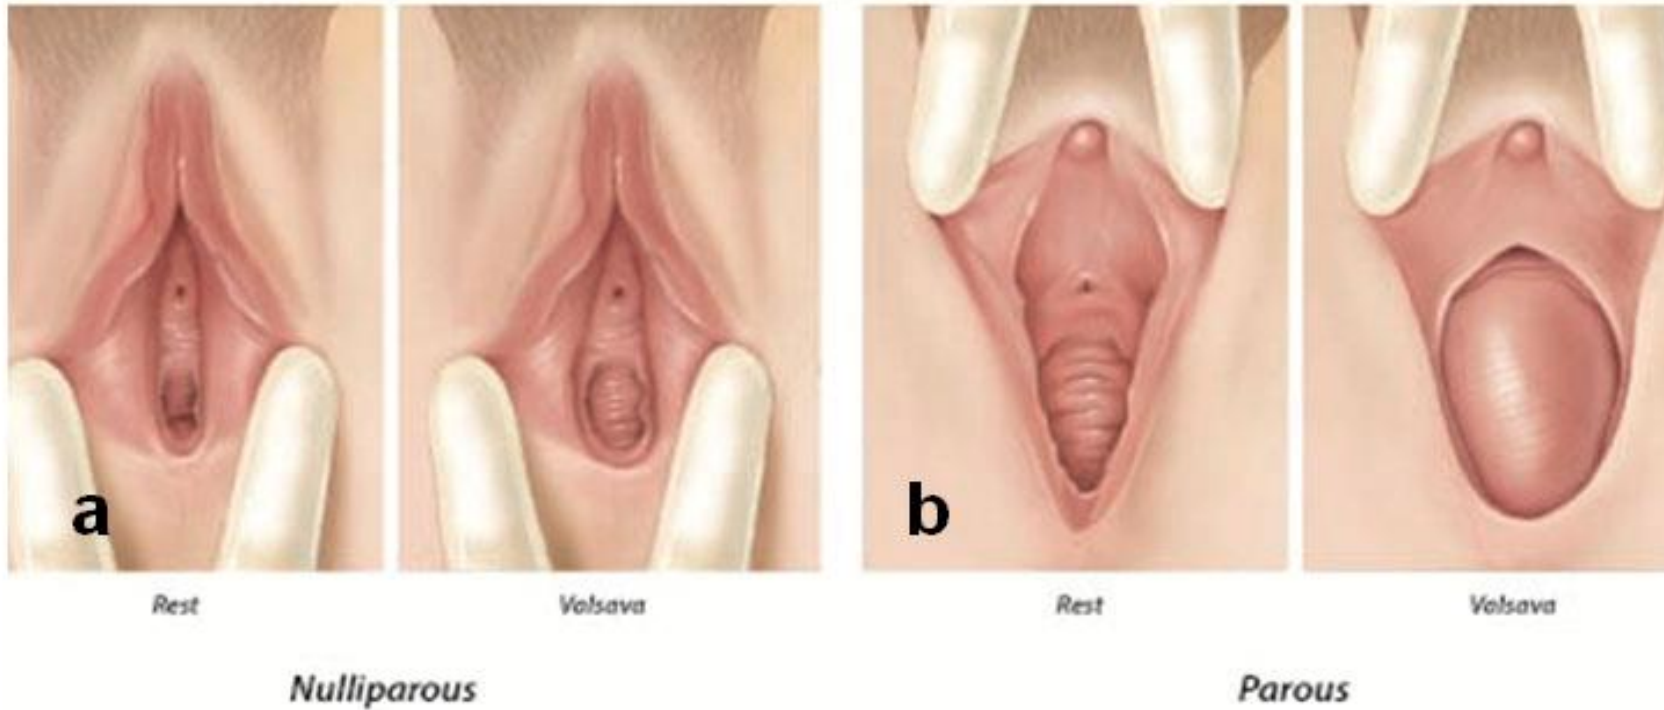 a
b
Rest
Valsava
Rest
Valsava
Nulliparous
Parous